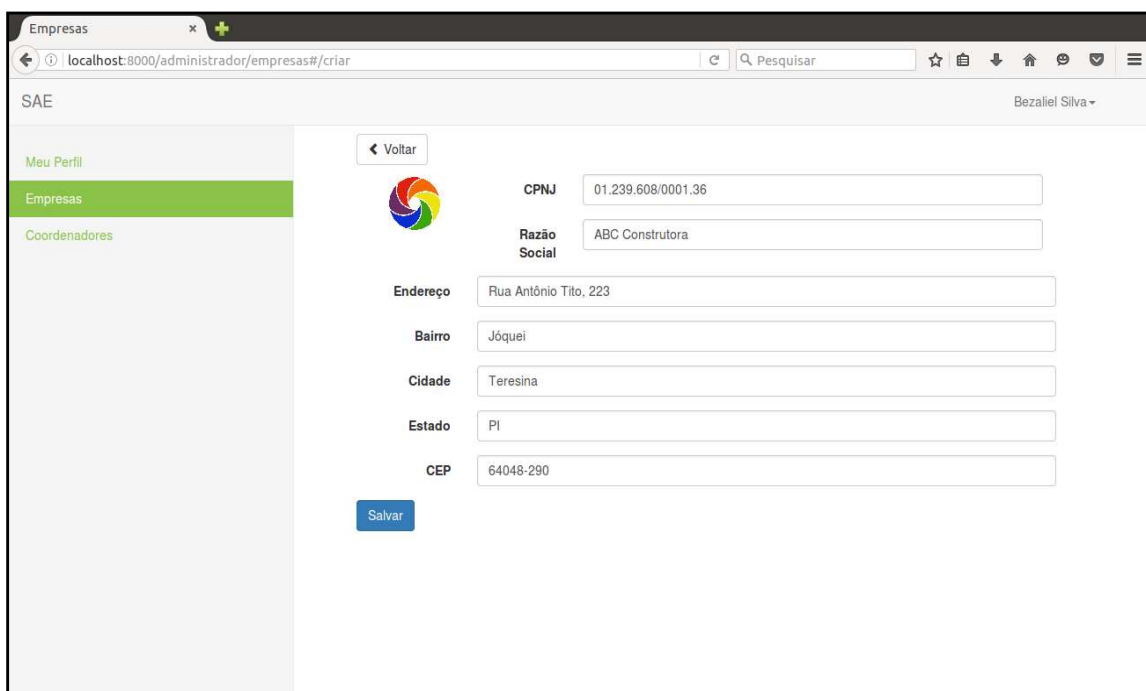 Empresas
localhost:8000/administrador/empresas#/criar
Pesquisar
SAE
Bezaliel Silva
Meu Perfil
Empresas
Coordenadores
Voltar
CPNJ
01.239.608/0001.36
Razão
Social
ABC Construtora
Endereço
Rua Antônio Tito, 223
Bairro
Jóquei
Cidade
Teresina
Estado
PI
CEP
64048-290
Salvar